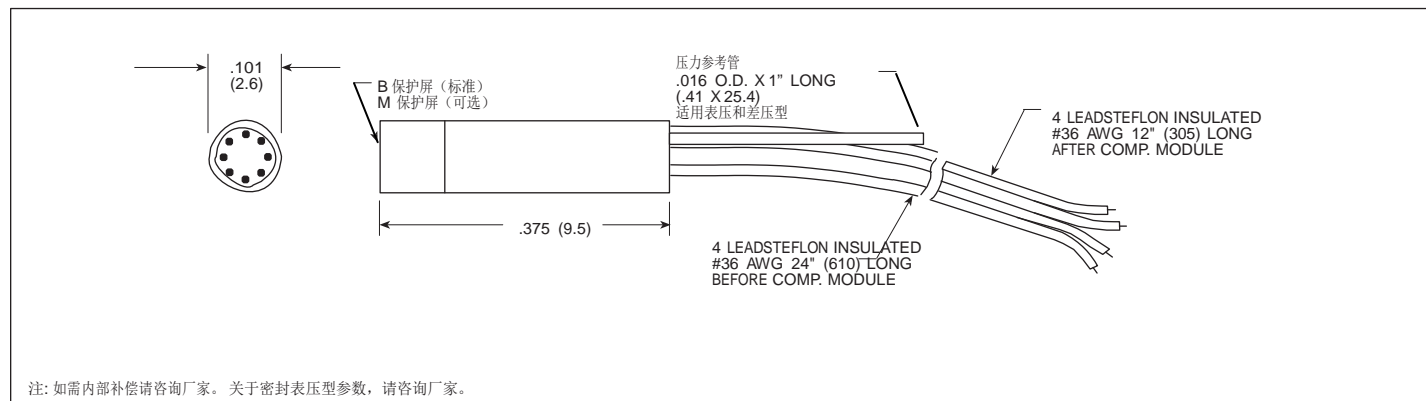 .101
(2.6)
B 保护屏（标准）
M 保护屏（可选）
压力参考管
.016 O.D. X 1" LONG
(.41 X 25.4)
适用表压和差压型
4 LEADSTEFLON INSULATED
#36 AWG 12" (305) LONG
AFTER COMP. MODULE
.375 (9.5)
4 LEADSTEFLON INSULATED
#36 AWG 24" (610) LONG
BEFORE COMP. MODULE
注: 如需内部补偿请咨询厂家。 关于密封表压型参数，请咨询厂家。